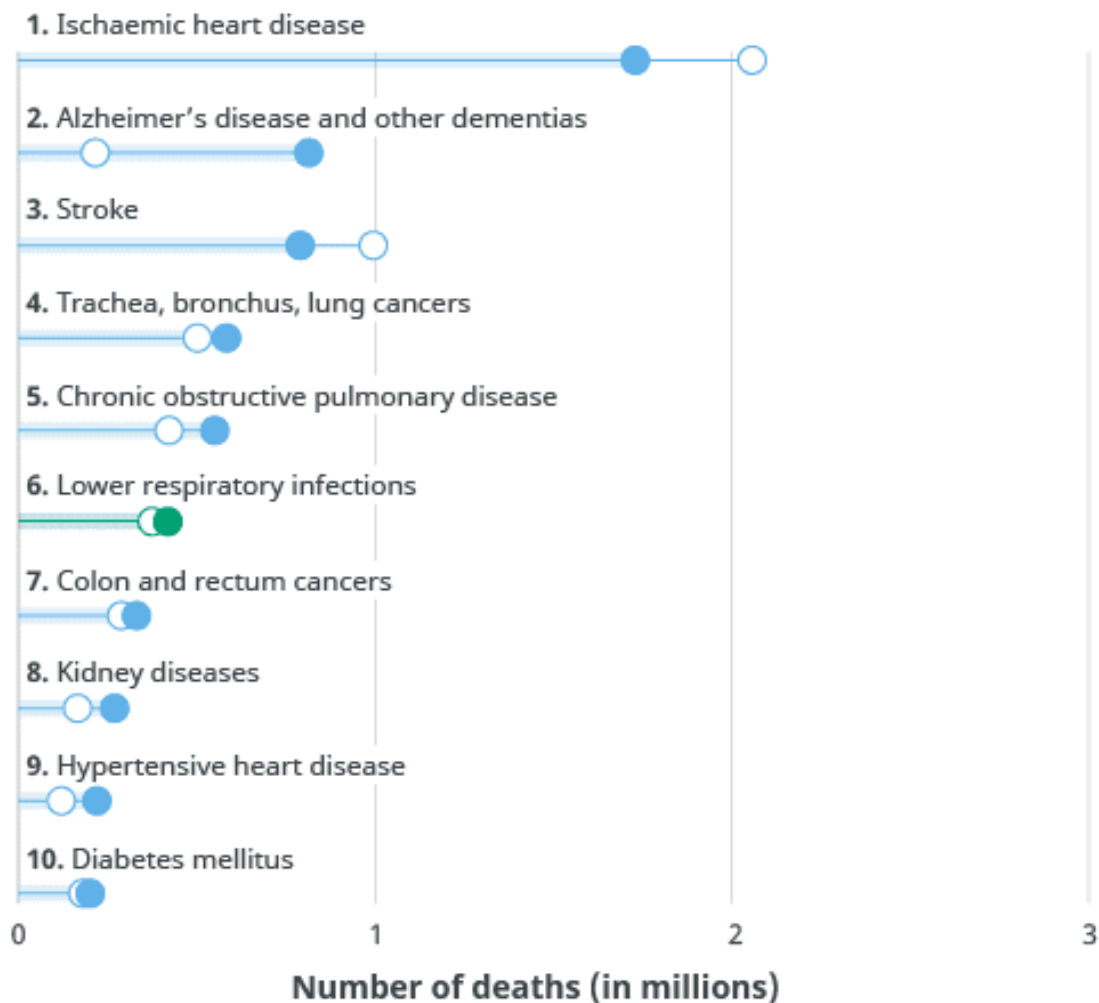 1. Ischaemic heart disease
2. Alzheimer’s disease and other dementias
3. Stroke
4. Trachea, bronchus, lung cancers
5. Chronic obstructive pulmonary disease
6. Lower respiratory infections
7. Colon and rectum cancers
8. Kidney diseases
9. Hypertensive heart disease
10. Diabetes mellitus
0 1 2 3
Number of deaths (in millions)